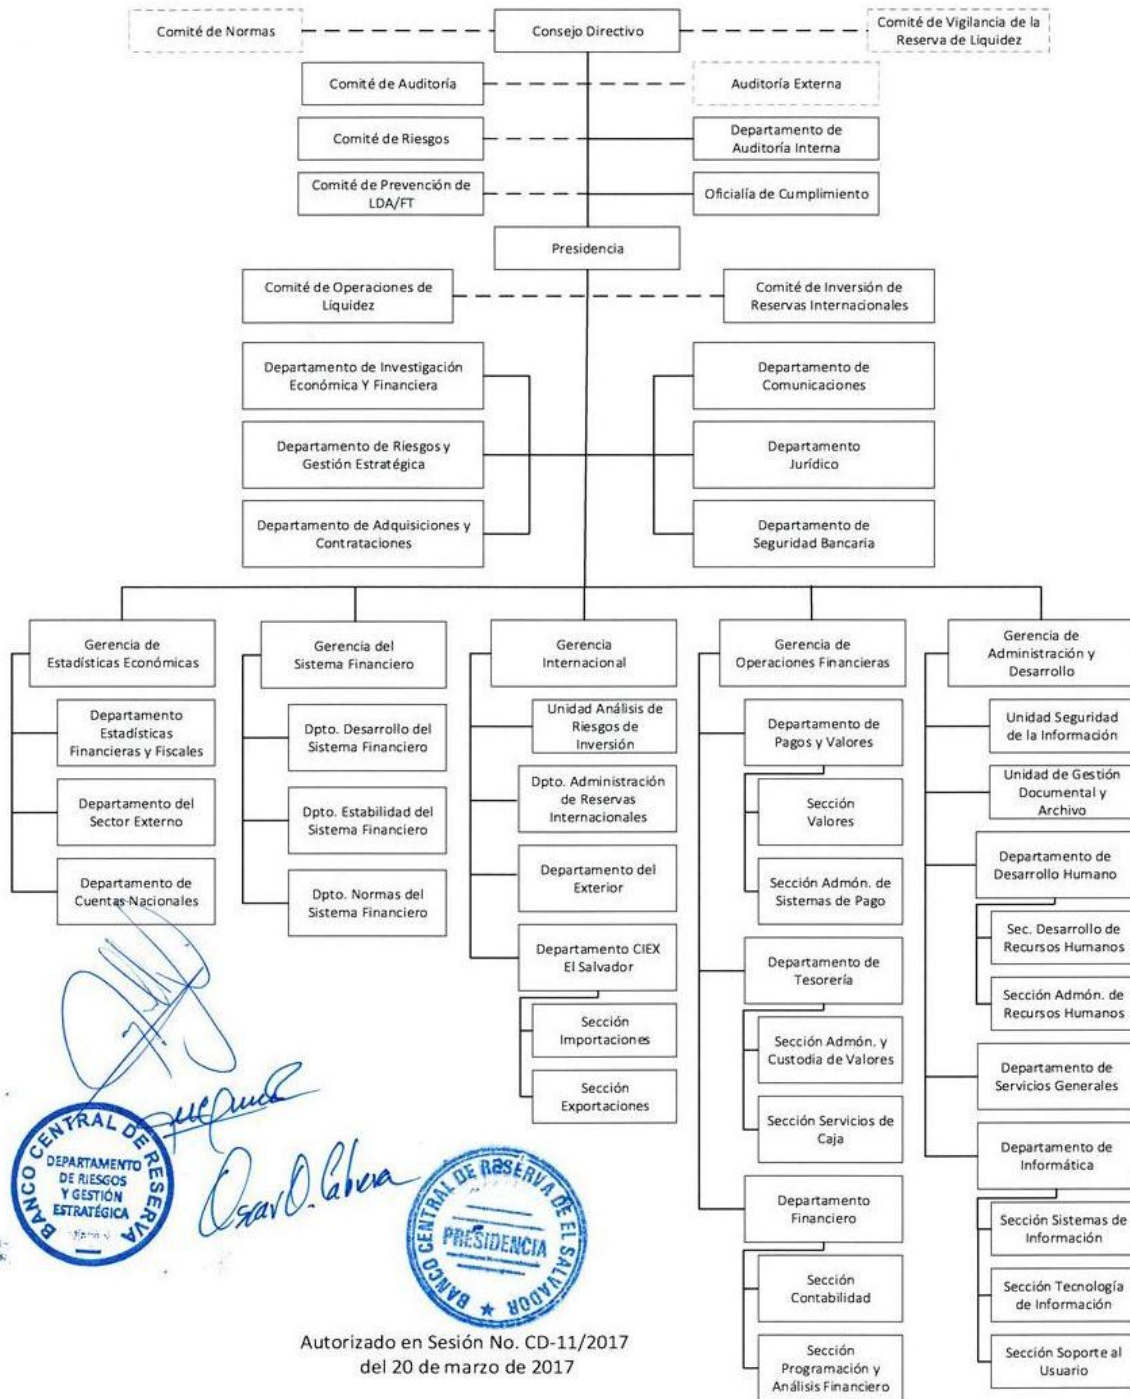 Comité de Normas
Consejo Directivo
Comité de Vigilancia de la
Reserva de Liquidez
Comité de Auditoría
Auditoría Externa
Comité de Riesgos
Departamento de
Auditoría Interna
Comité de Prevención de
LDA/FT
Oficialía de Cumplimiento
Presidencia
Comité de Operaciones de
Liquidez
Comité de Inversión de
Reservas Internacionales
Departamento de Investigación
Económica Y Financiera
Departamento de
Comunicaciones
Departamento de Riesgos y
Gestión Estratégica
Departamento
Jurídico
Departamento de Adquisiciones y
Contrataciones
Departamento de
Seguridad Bancaria
Gerencia de
Estadísticas Económicas
Departamento
Estadísticas
Financieras y Fiscales
Departamento del
Sector Externo
Departamento de
Cuentas Nacionales
Gerencia del
Sistema Financiero
Dpto. Desarrollo del
Sistema Financiero
Dpto. Estabilidad del
Sistema Financiero
Dpto. Normas del
Sistema Financiero
Gerencia
Internacional
Unidad Análisis de
Riesgos de
Inversión
Dpto. Administración
de Reservas
Internacionales
Departamento del
Exterior
Departamento CIEX
El Salvador
Sección
Importaciones
Sección
Exportaciones
Gerencia de
Operaciones Financieras
Departamento de
Pagos y Valores
Sección
Valores
Sección Admón. de
Sistemas de Pago
Departamento de
Tesorería
Sección Admón. y
Custodia de Valores
Sección Servicios de
Caja
Departamento
Financiero
Sección
Contabilidad
Sección
Programación y
Análisis Financiero
Gerencia de
Administración y
Desarrollo
Unidad Seguridad
de la Información
Unidad de Gestión
Documental y
Archivo
Departamento de
Desarrollo Humano
Sec. Desarrollo de
Recursos Humanos
Sección Admón. de
Recursos Humanos
Departamento de
Servicios Generales
Departamento de
Informática
Sección Sistemas de
Información
Sección Tecnología
de Información
Sección Soporte al
Usuario
BANCO CENTRAL DE RESERVA
DEPARTAMENTO
DE RIESGOS
Y GESTIÓN
ESTRATÉGICA
Oscar O. Cabrera
BANCO CENTRAL DE RESERVA DE EL SALVADOR
PRESIDENCIA
Autorizado en Sesión No. CD-11/2017
del 20 de marzo de 2017